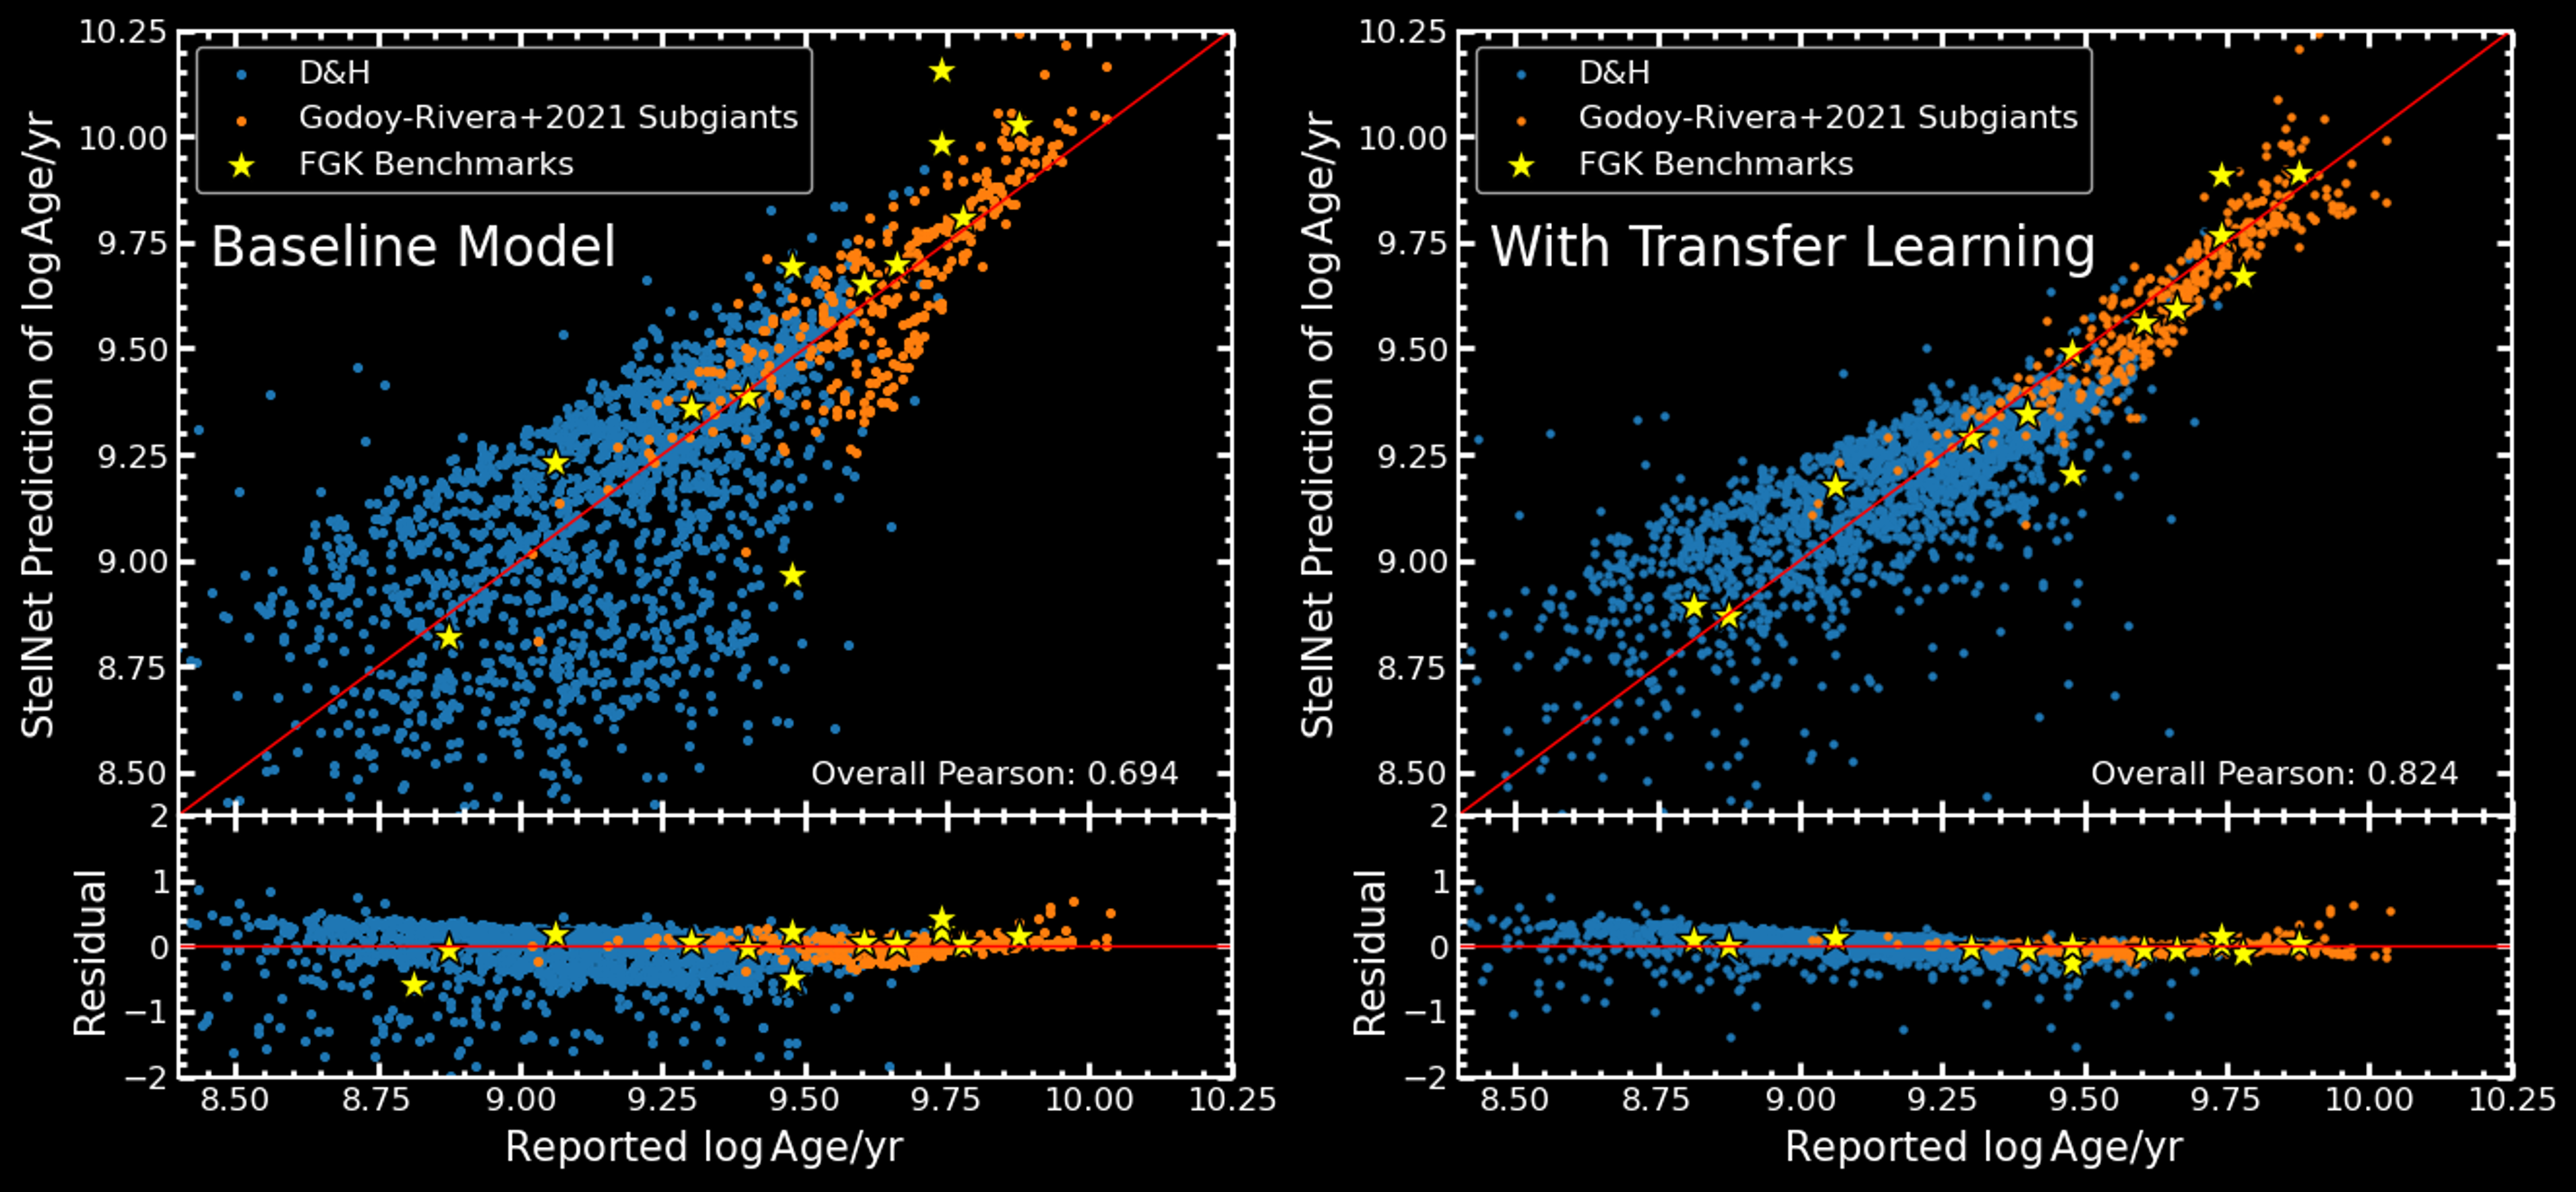 StelNet Prediction of log Age/yr
10.25
10.00
9.75
9.50
9.25
9.00
8.75
8.50
D&H
Godoy-Rivera+2021 Subgiants
FGK Benchmarks
Baseline Model
Overall Pearson: 0.694
Residual
2
1
0
−1
−2
8.50 8.75 9.00 9.25 9.50 9.75 10.00 10.25
Reported log Age/yr
StelNet Prediction of log Age/yr
10.25
10.00
9.75
9.50
9.25
9.00
8.75
8.50
D&H
Godoy-Rivera+2021 Subgiants
FGK Benchmarks
With Transfer Learning
Overall Pearson: 0.824
Residual
2
1
0
−1
−2
8.50 8.75 9.00 9.25 9.50 9.75 10.00 10.25
Reported log Age/yr